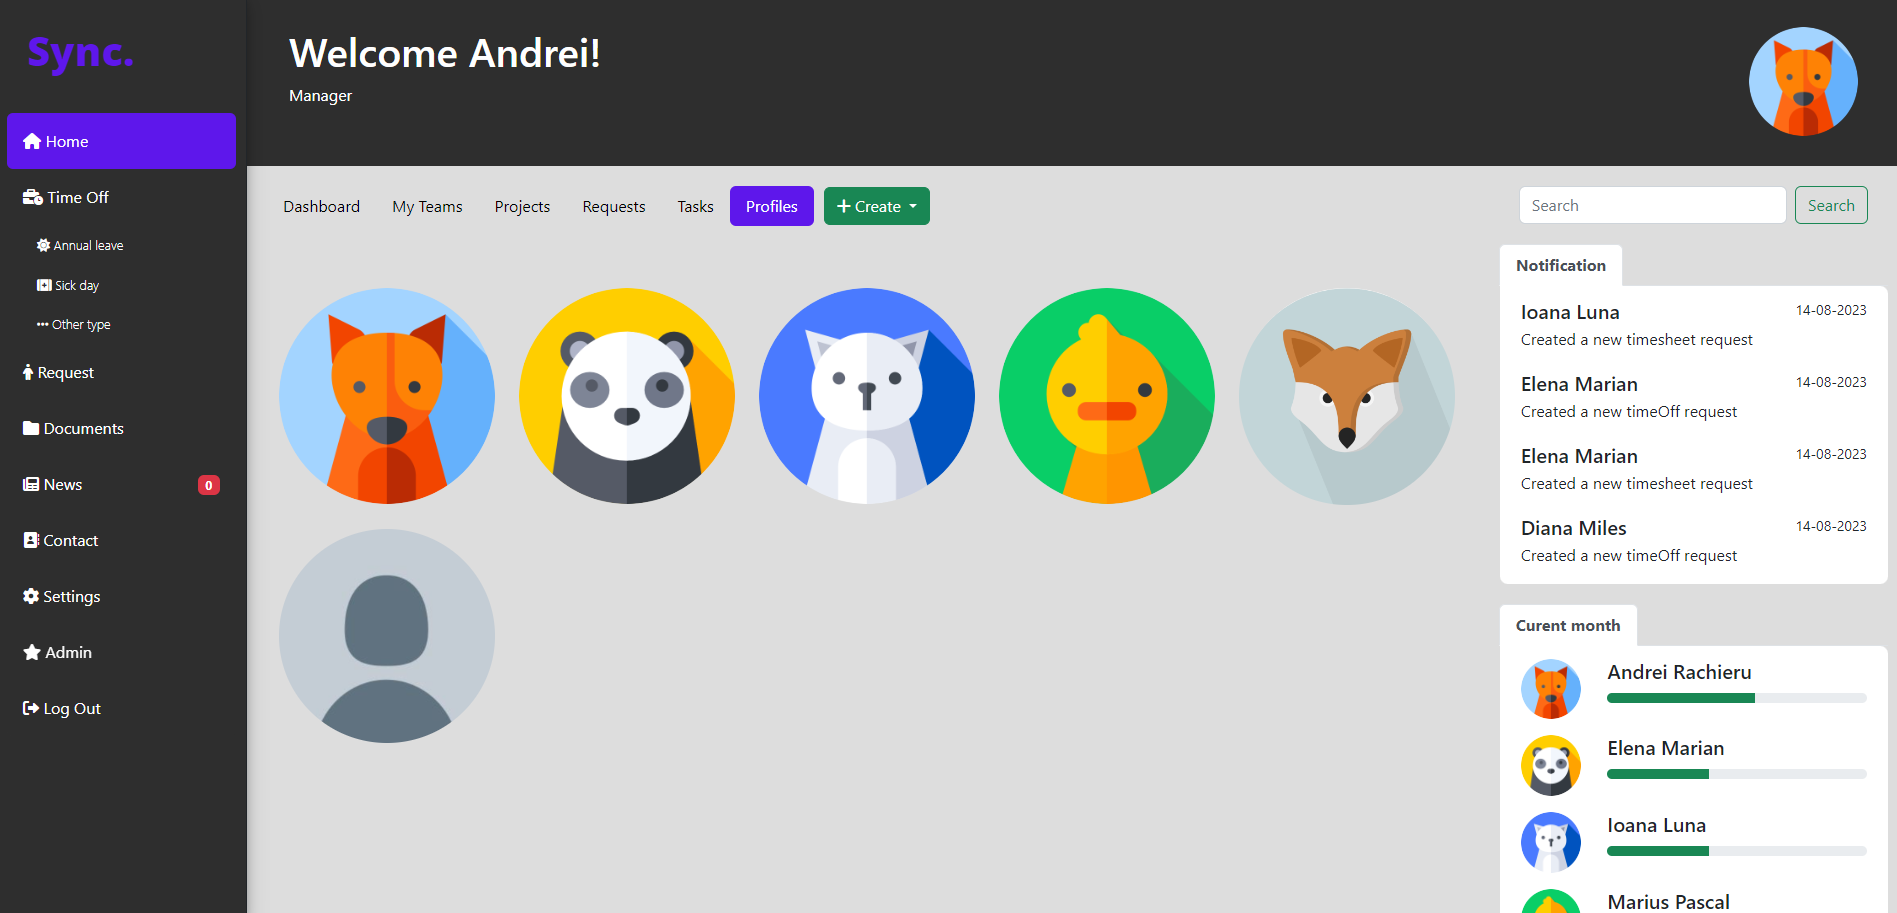 Sync.
Home
Time Off
Annual leave
Sick day
Other type
Request
Documents
News 0
Contact
Settings
Admin
Log Out
Welcome Andrei!
Manager
Dashboard My Teams Projects Requests Tasks Profiles Create Search Search
Notification
Ioana Luna 14-08-2023
Created a new timesheet request
Elena Marian 14-08-2023
Created a new timeOff request
Elena Marian 14-08-2023
Created a new timesheet request
Diana Miles 14-08-2023
Created a new timeOff request
Curent month
Andrei Rachieru
Elena Marian
Ioana Luna
Marius Pascal